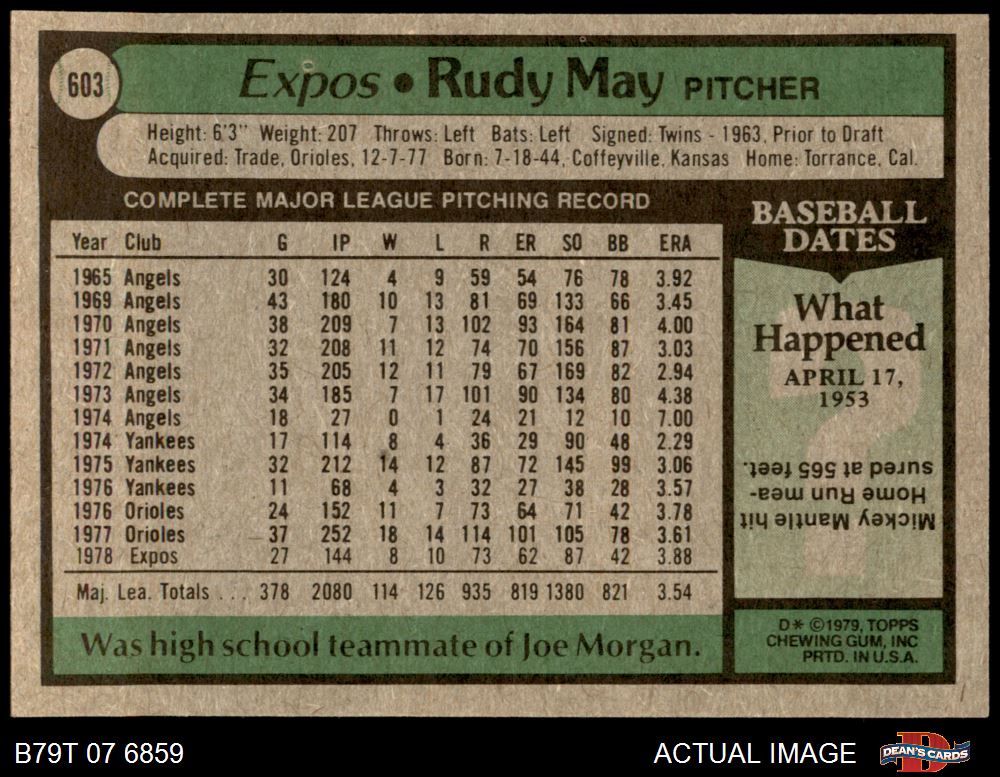 603
Expos • Rudy May PITCHER
Height: 6'3" Weight: 207 Throws: Left Bats: Left Signed: Twins - 1963, Prior to Draft
Acquired: Trade, Orioles, 12-7-77 Born: 7-18-44, Coffeyville, Kansas Home: Torrance, Cal.
COMPLETE MAJOR LEAGUE PITCHING RECORD
Year Club G IP W L R ER SO BB ERA
1965 Angels 30 124 4 9 59 54 76 78 3.92
1969 Angels 43 180 10 13 81 69 133 66 3.45
1970 Angels 38 209 7 13 102 93 164 81 4.00
1971 Angels 32 208 11 12 74 70 156 87 3.03
1972 Angels 35 205 12 11 79 67 169 82 2.94
1973 Angels 34 185 7 17 101 90 134 80 4.38
1974 Angels 18 27 0 1 24 21 12 10 7.00
1974 Yankees 17 114 8 4 36 29 90 48 2.29
1975 Yankees 32 212 14 12 87 72 145 99 3.06
1976 Yankees 11 68 4 3 32 27 38 28 3.57
1976 Orioles 24 152 11 7 73 64 71 42 3.78
1977 Orioles 37 252 18 14 114 101 105 78 3.61
1978 Expos 27 144 8 10 73 62 87 42 3.88
Maj. Lea. Totals ... 378 2080 114 126 935 819 1380 821 3.54
Was high school teammate of Joe Morgan.
BASEBALL
DATES
What
Happened
APRIL 17,
1953
Mickey Mantle hit
Home Run mea-
sured at 565 feet.
D* ©1979, TOPPS
CHEWING GUM, INC
PRTD. IN U.S.A.
B79T 07 6859
ACTUAL IMAGE
DEAN'S CARDS